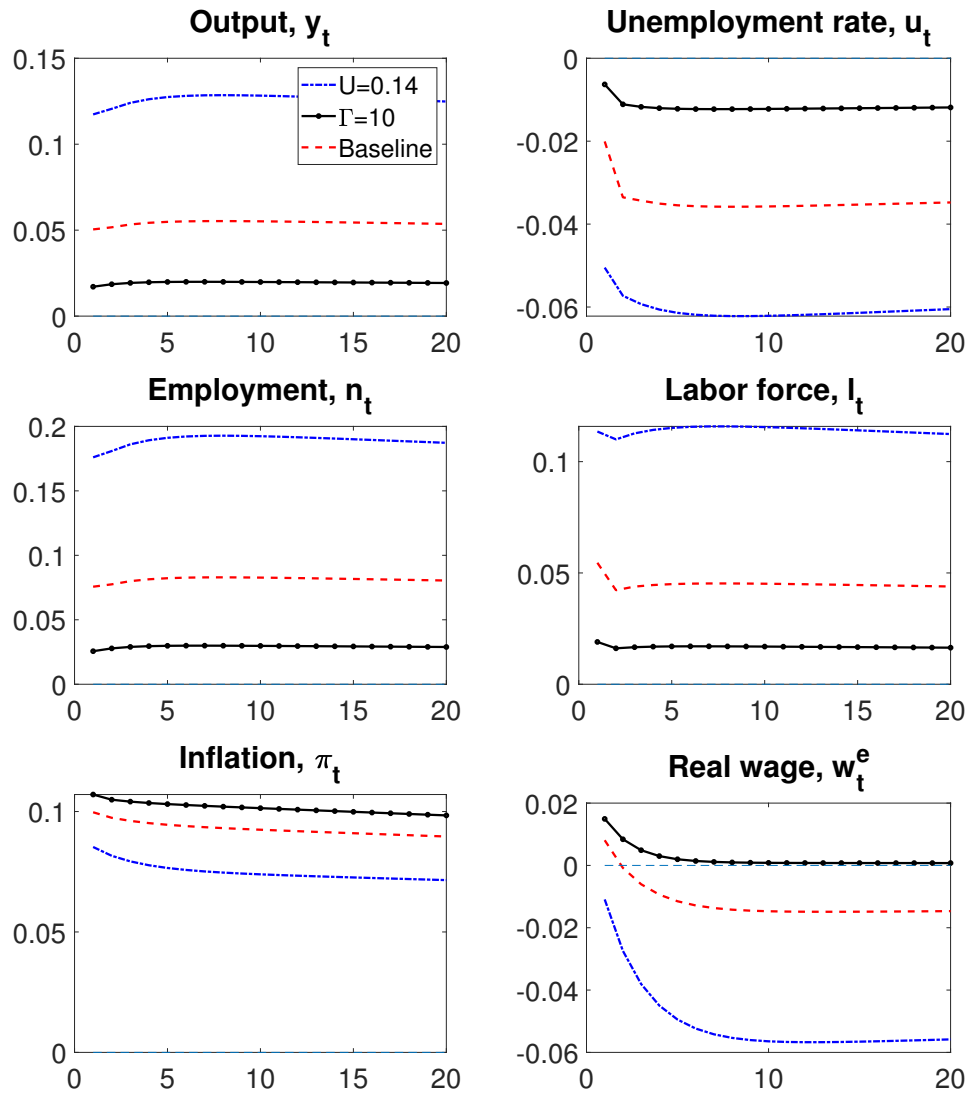 Output, y_t
0.15
0.1
0.05
0
0 5 10 15 20
U=0.14
Γ=10
Baseline
Unemployment rate, u_t
0
-0.02
-0.04
-0.06
0 10 20
Employment, n_t
0.2
0.15
0.1
0.05
0
0 5 10 15 20
Labor force, l_t
0.1
0.05
0
0 5 10 15 20
Inflation, π_t
0.1
0.05
0
0 5 10 15 20
Real wage, w_t^e
0.02
0
-0.02
-0.04
-0.06
0 10 20